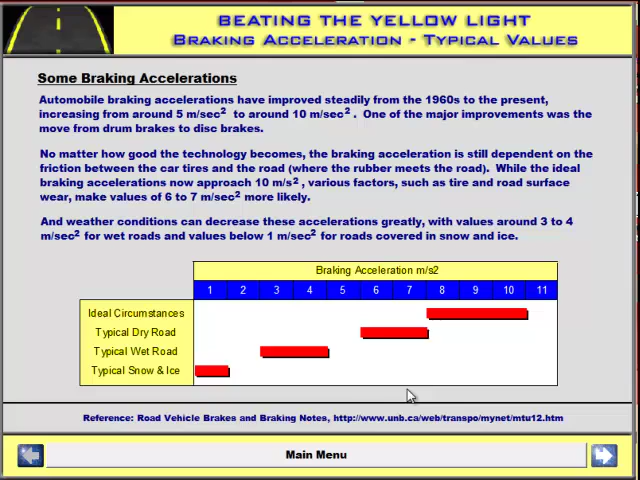 BEATING THE YELLOW LIGHT
BRAKING ACCELERATION - TYPICAL VALUES
Some Braking Accelerations
Automobile braking accelerations have improved steadily from the 1960s to the present,
increasing from around 5 m/sec² to around 10 m/sec². One of the major improvements was the
move from drum brakes to disc brakes.
No matter how good the technology becomes, the braking acceleration is still dependent on the
friction between the car tires and the road (where the rubber meets the road). While the ideal
braking accelerations now approach 10 m/s², various factors, such as tire and road surface
wear, make values of 6 to 7 m/sec² more likely.
And weather conditions can decrease these accelerations greatly, with values around 3 to 4
m/sec² for wet roads and values below 1 m/sec² for roads covered in snow and ice.
Braking Acceleration m/s2
1 2 3 4 5 6 7 8 9 10 11
Ideal Circumstances
Typical Dry Road
Typical Wet Road
Typical Snow & Ice
Reference: Road Vehicle Brakes and Braking Notes, http://www.unb.ca/web/transpo/mynet/mtu12.htm
Main Menu